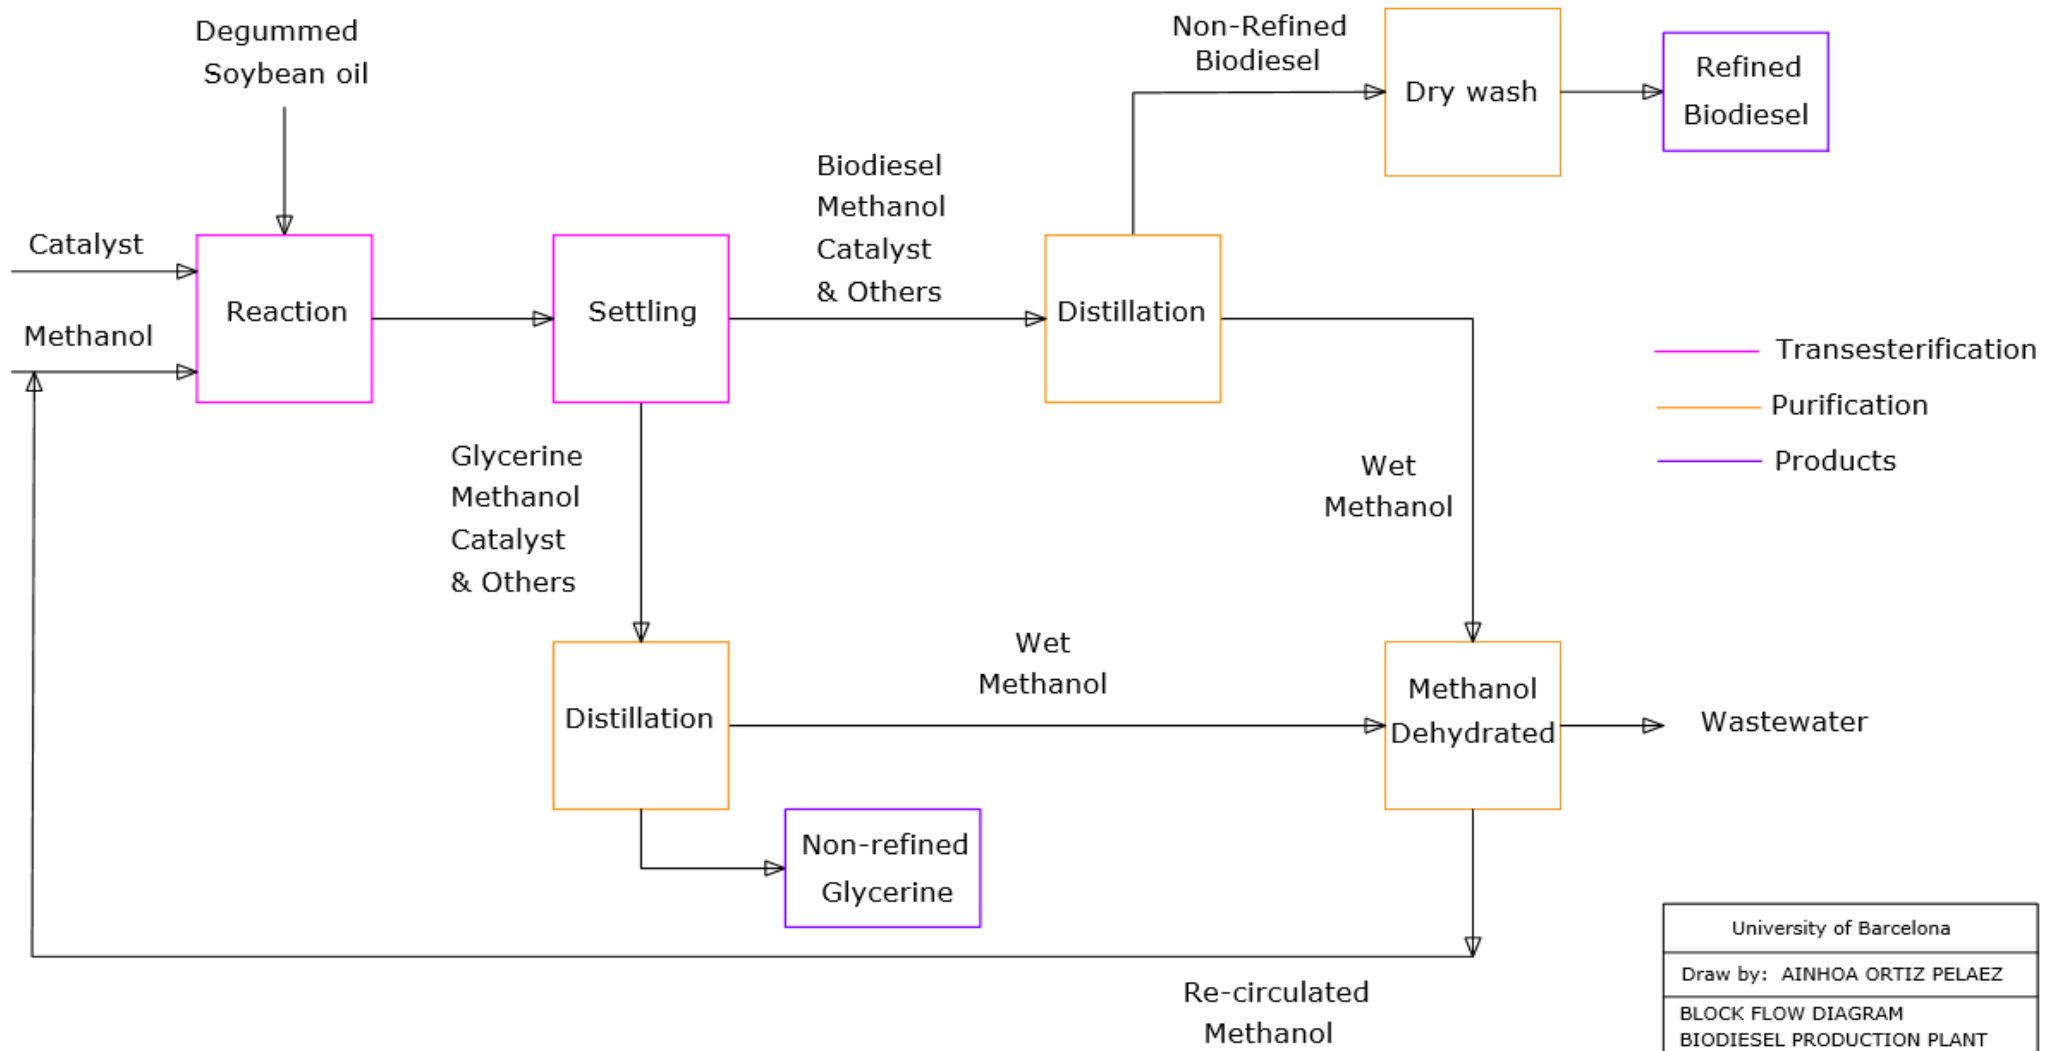 Degummed
Soybean oil
Non-Refined
Biodiesel
Dry wash
Refined
Biodiesel
Biodiesel
Methanol
Catalyst
& Others
Catalyst
Methanol
Reaction
Settling
Distillation
Transesterification
Purification
Products
Glycerine
Methanol
Catalyst
& Others
Wet
Methanol
Wet
Methanol
Distillation
Methanol
Dehydrated
Wastewater
Non-refined
Glycerine
Re-circulated
Methanol
University of Barcelona
Draw by: AINHOA ORTIZ PELAEZ
BLOCK FLOW DIAGRAM
BIODIESEL PRODUCTION PLANT